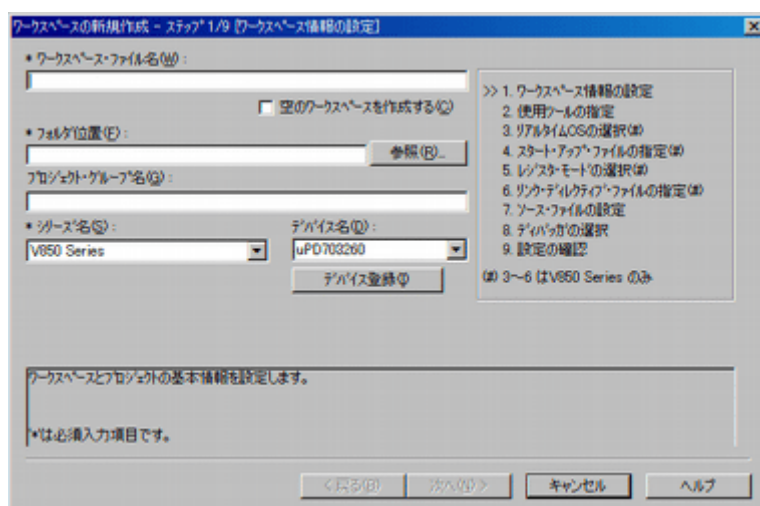 ワークスペースの新規作成 - ステップ 1/9 [ワークスペース情報の設定]
* ワークスペース・ファイル名(W) :
空のワークスペースを作成する(C)
* フォルダ位置(F) :
参照(R)...
プロジェクト・グループ名(G) :
* シリーズ名(S) :
デバイス名(D) :
V850 Series
uPD703260
デバイス登録(I)
>> 1. ワークスペース情報の設定
2. 使用ツールの指定
3. リアルタイムOSの選択(#)
4. スタート・アップ・ファイルの指定(#)
5. レジスタ・モードの選択(#)
6. リンク・ディレクティブ・ファイルの指定(#)
7. ソース・ファイルの設定
8. ディバッガの選択
9. 設定の確認
(#) 3～6 はV850 Series のみ
ワークスペースとプロジェクトの基本情報を設定します。
'*'は必須入力項目です。
< 戻る(B)
次へ(N) >
キャンセル
ヘルプ